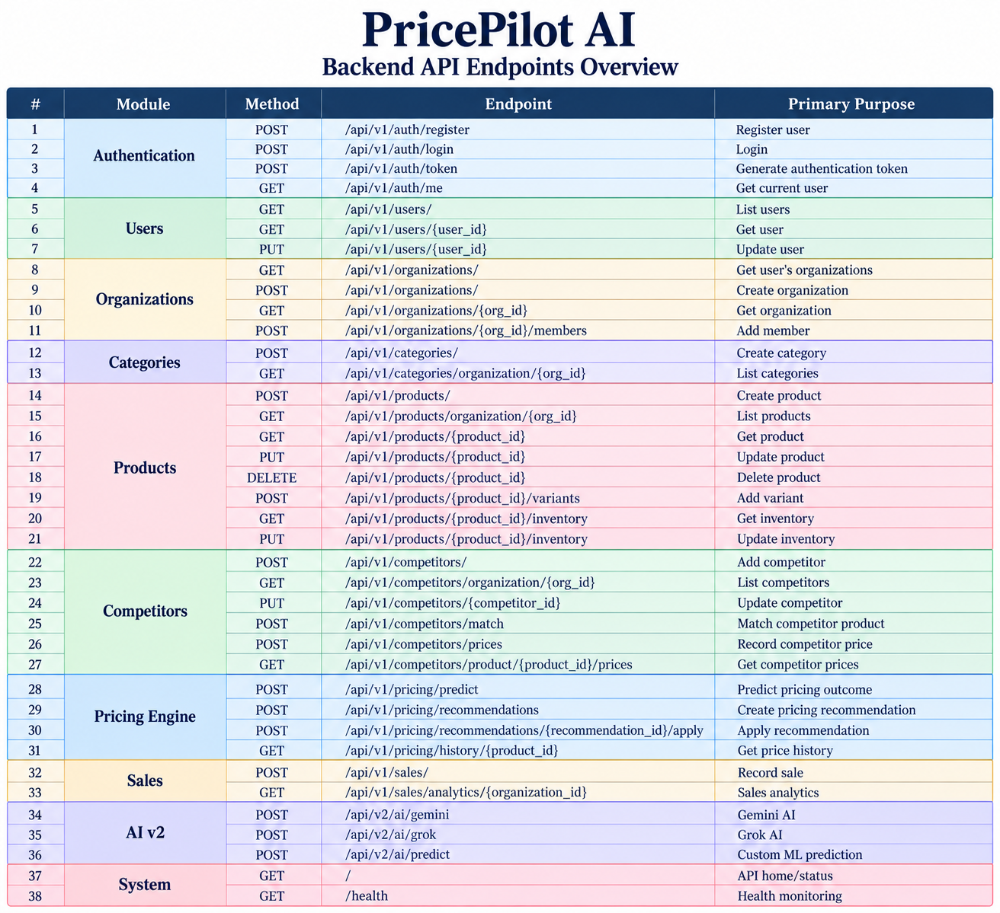 PricePilot AI
Backend API Endpoints Overview
# Module Method Endpoint Primary Purpose
1 Authentication POST /api/v1/auth/register Register user
2 POST /api/v1/auth/login Login
3 POST /api/v1/auth/token Generate authentication token
4 GET /api/v1/auth/me Get current user
5 Users GET /api/v1/users/ List users
6 GET /api/v1/users/{user_id} Get user
7 PUT /api/v1/users/{user_id} Update user
8 Organizations GET /api/v1/organizations/ Get user's organizations
9 POST /api/v1/organizations/ Create organization
10 GET /api/v1/organizations/{org_id} Get organization
11 POST /api/v1/organizations/{org_id}/members Add member
12 Categories POST /api/v1/categories/ Create category
13 GET /api/v1/categories/organization/{org_id} List categories
14 Products POST /api/v1/products/ Create product
15 GET /api/v1/products/organization/{org_id} List products
16 GET /api/v1/products/{product_id} Get product
17 PUT /api/v1/products/{product_id} Update product
18 DELETE /api/v1/products/{product_id} Delete product
19 POST /api/v1/products/{product_id}/variants Add variant
20 GET /api/v1/products/{product_id}/inventory Get inventory
21 PUT /api/v1/products/{product_id}/inventory Update inventory
22 Competitors POST /api/v1/competitors/ Add competitor
23 GET /api/v1/competitors/organization/{org_id} List competitors
24 PUT /api/v1/competitors/{competitor_id} Update competitor
25 POST /api/v1/competitors/match Match competitor product
26 POST /api/v1/competitors/prices Record competitor price
27 GET /api/v1/competitors/product/{product_id}/prices Get competitor prices
28 Pricing Engine POST /api/v1/pricing/predict Predict pricing outcome
29 POST /api/v1/pricing/recommendations Create pricing recommendation
30 POST /api/v1/pricing/recommendations/{recommendation_id}/apply Apply recommendation
31 GET /api/v1/pricing/history/{product_id} Get price history
32 Sales POST /api/v1/sales/ Record sale
33 GET /api/v1/sales/analytics/{organization_id} Sales analytics
34 AI v2 POST /api/v2/ai/gemini Gemini AI
35 POST /api/v2/ai/grok Grok AI
36 POST /api/v2/ai/predict Custom ML prediction
37 System GET / API home/status
38 GET /health Health monitoring